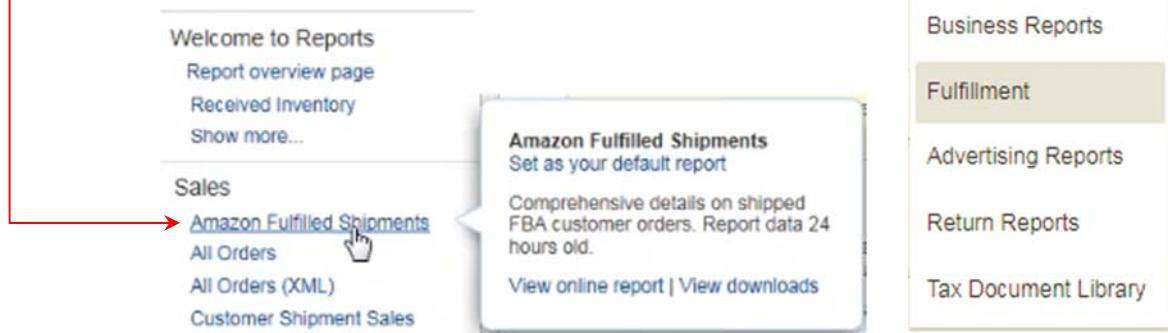 Welcome to Reports
Report overview page
Received Inventory
Show more...
Sales
Amazon Fulfilled Shipments
All Orders
All Orders (XML)
Customer Shipment Sales
Amazon Fulfilled Shipments
Set as your default report
Comprehensive details on shipped
FBA customer orders. Report data 24
hours old.
View online report | View downloads
Business Reports
Fulfillment
Advertising Reports
Return Reports
Tax Document Library